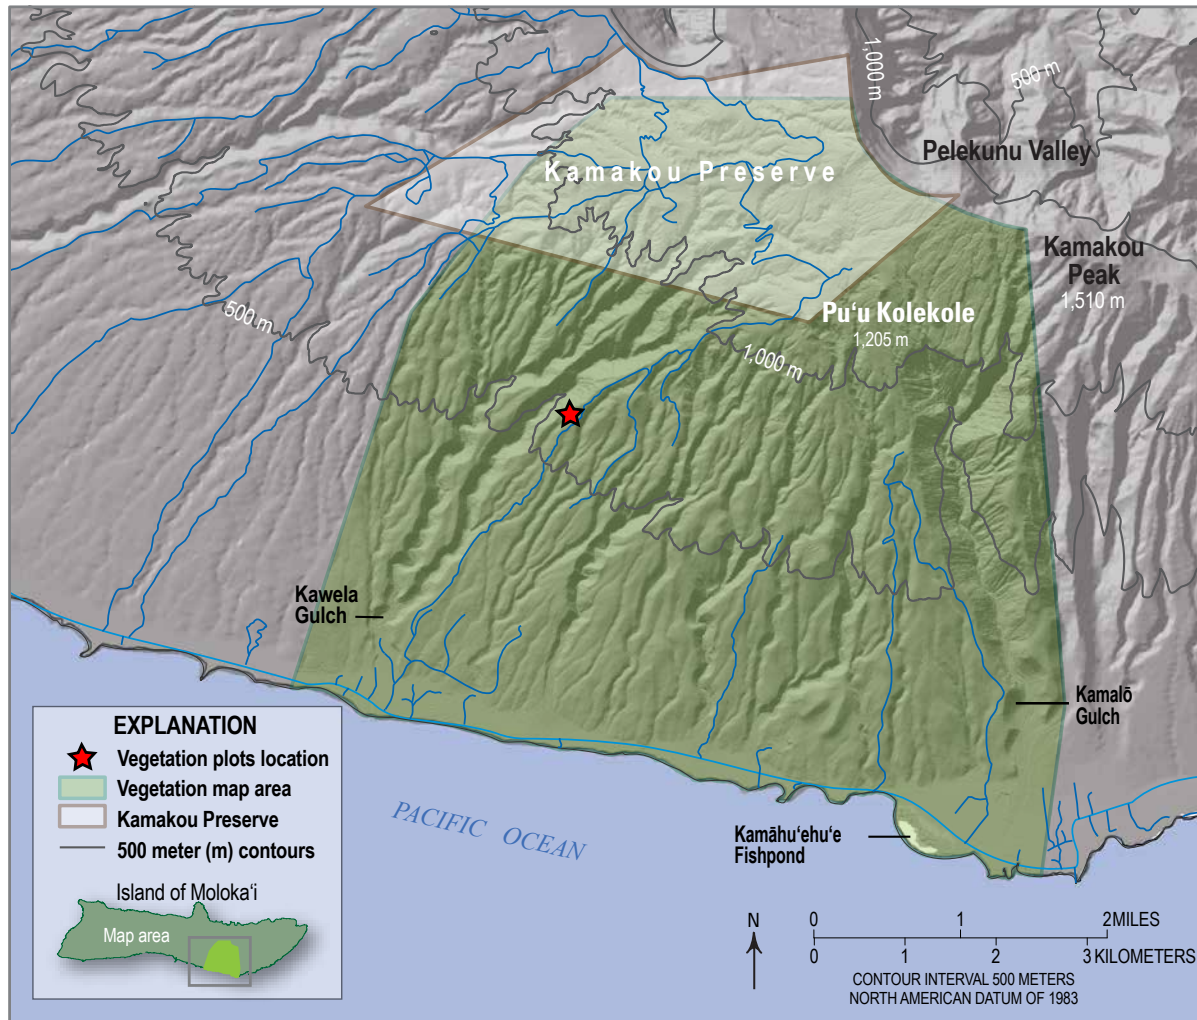 1,000 m
500 m
Pelekunu Valley
Kamakou Preserve
Kamakou
Peak
1,510 m
Puʻu Kolekole
1,205 m
500 m
1,000 m
Kawela
Gulch
Kamalō
Gulch
EXPLANATION
Vegetation plots location
Vegetation map area
Kamakou Preserve
500 meter (m) contours
Island of Molokaʻi
Map area
PACIFIC OCEAN
Kamāhuʻehuʻe
Fishpond
N
0 1 2 MILES
0 1 2 3 KILOMETERS
CONTOUR INTERVAL 500 METERS
NORTH AMERICAN DATUM OF 1983